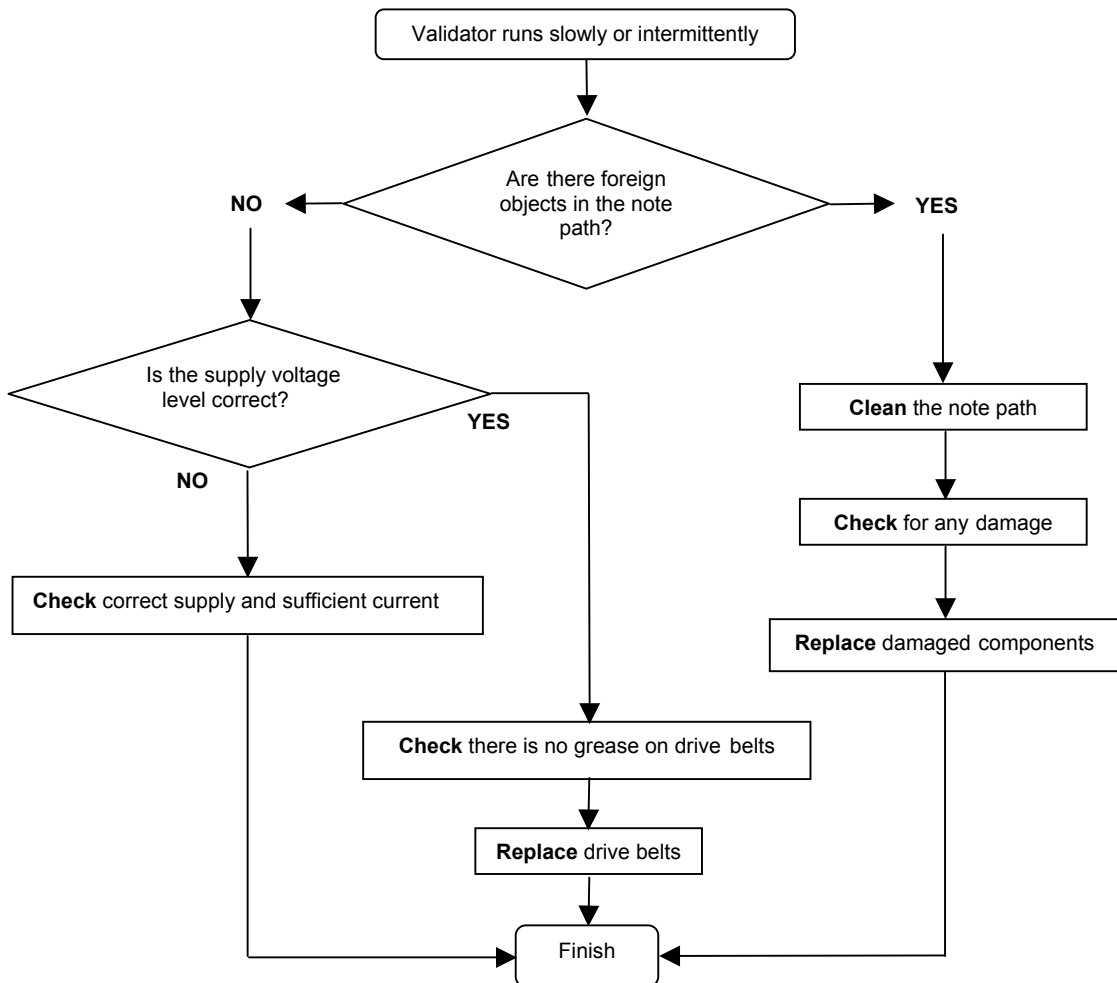 Validator runs slowly or intermittently
Are there foreign
objects in the note
path?
NO
YES
Is the supply voltage
level correct?
YES
NO
Clean the note path
Check for any damage
Check correct supply and sufficient current
Replace damaged components
Check there is no grease on drive belts
Replace drive belts
Finish